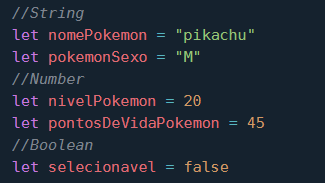 //String
let nomePokemon = "pikachu"
let pokemonSexo = "M"
//Number
let nivelPokemon = 20
let pontosDeVidaPokemon = 45
//Boolean
let selecionavel = false